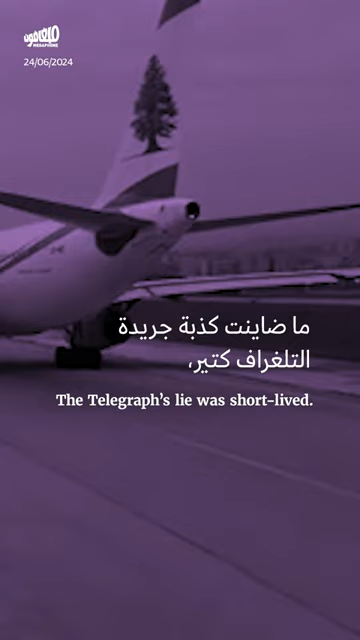 ميغافون
MEGAPHONE
24/06/2024
ما ضاينت كذبة جريدة
التلغراف كتير،
The Telegraph's lie was short-lived.